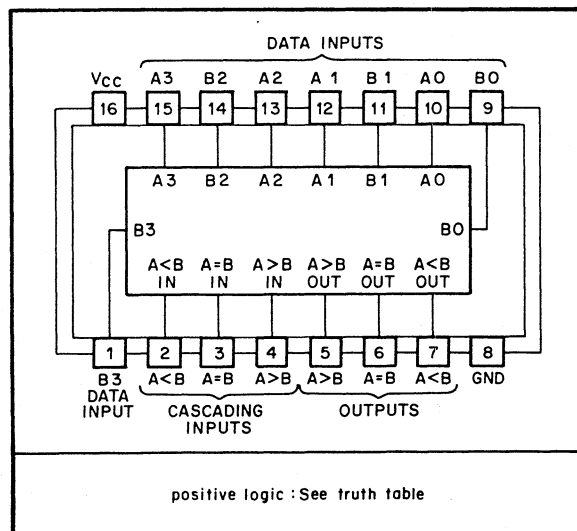 DATA INPUTS
VCC A3 B2 A2 A1 B1 A0 B0
16 15 14 13 12 11 10 9
A3 B2 A2 A1 B1 A0
B3 B0
A<B A=B A>B A>B A=B A<B
IN IN IN OUT OUT OUT
1 2 3 4 5 6 7 8
B3 A<B A=B A>B A>B A=B A<B GND
DATA
INPUT
CASCADING OUTPUTS
INPUTS
positive logic : See truth table